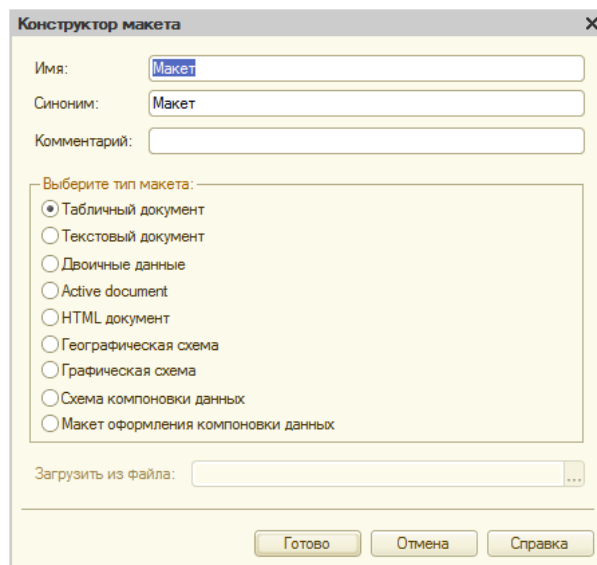 Конструктор макета
Имя: Макет
Синоним: Макет
Комментарий:
Выберите тип макета:
Табличный документ
Текстовый документ
Двоичные данные
Active document
HTML документ
Географическая схема
Графическая схема
Схема компоновки данных
Макет оформления компоновки данных
Загрузить из файла: ...
Готово Отмена Справка